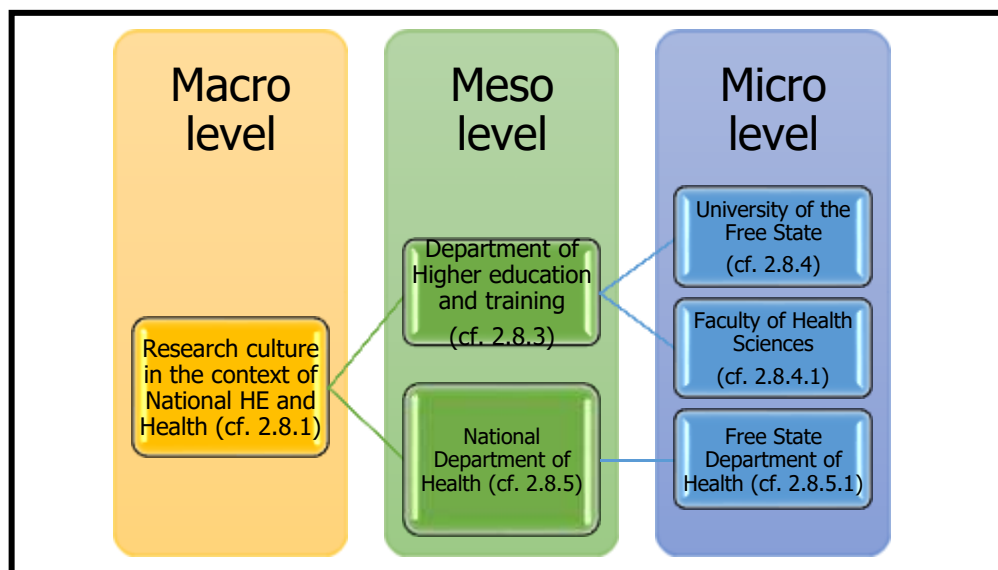 Macro
level
Research culture
in the context of
National HE and
Health (cf. 2.8.1)
Meso
level
Department of
Higher education
and training
(cf. 2.8.3)
National
Department of
Health (cf. 2.8.5)
Micro
level
University of the
Free State
(cf. 2.8.4)
Faculty of Health
Sciences
(cf. 2.8.4.1)
Free State
Department of
Health (cf. 2.8.5.1)